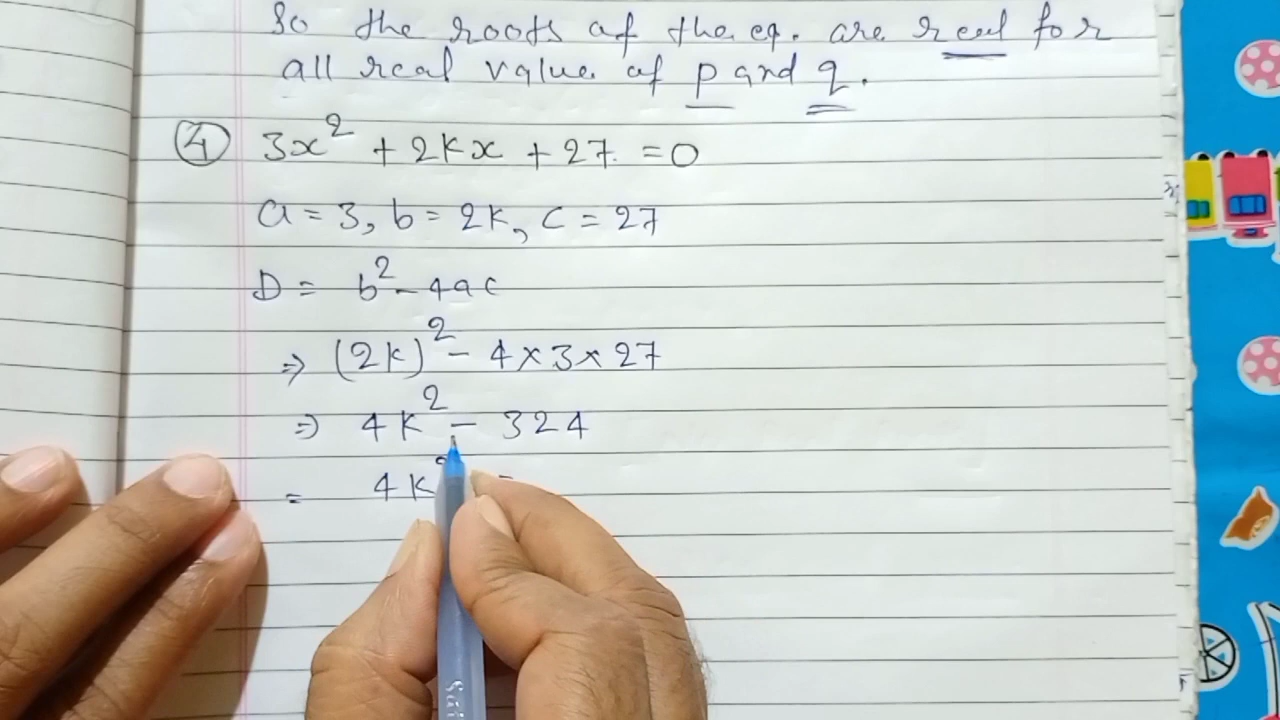 So the roots of the eq. are real for
all real value of p and q.
4 3x² + 2kx + 27. = 0
a = 3, b = 2k, c = 27
D = b² - 4ac
⇒ (2k)² - 4 × 3 × 27
⇒ 4k² - 324
= 4k